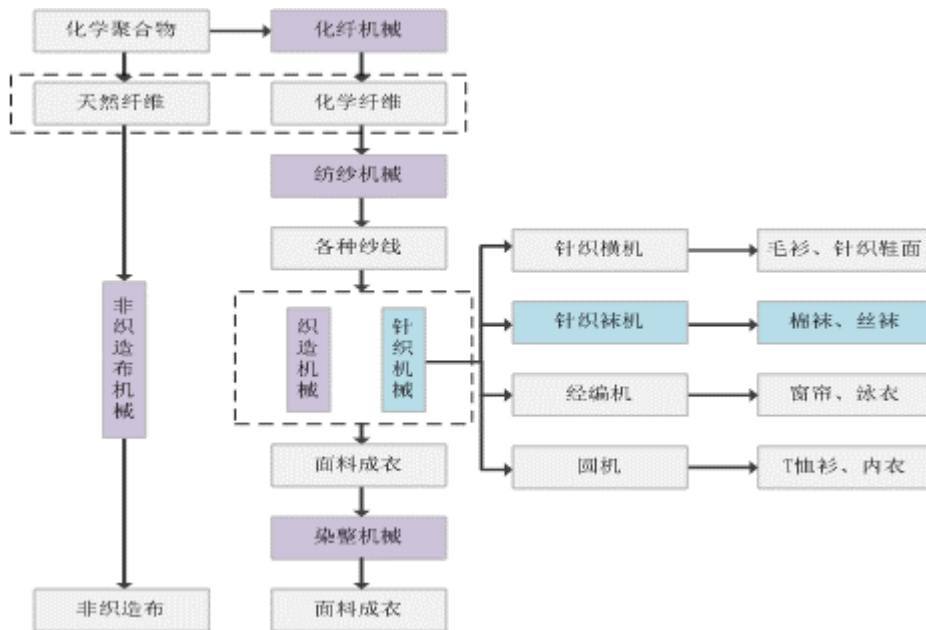 化学聚合物
化纤机械
天然纤维
化学纤维
纺纱机械
各种纱线
针织横机
毛衫、针织鞋面
非织造布机械
织造机械
针织机械
针织袜机
棉袜、丝袜
经编机
窗帘、泳衣
面料成衣
圆机
T恤衫、内衣
染整机械
非织造布
面料成衣